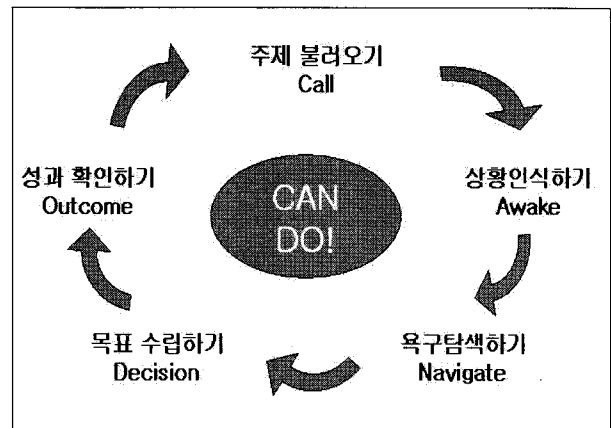 주제 불러오기
Call
상황인식하기
Awake
욕구탐색하기
Navigate
목표 수립하기
Decision
성과 확인하기
Outcome
CAN
DO!